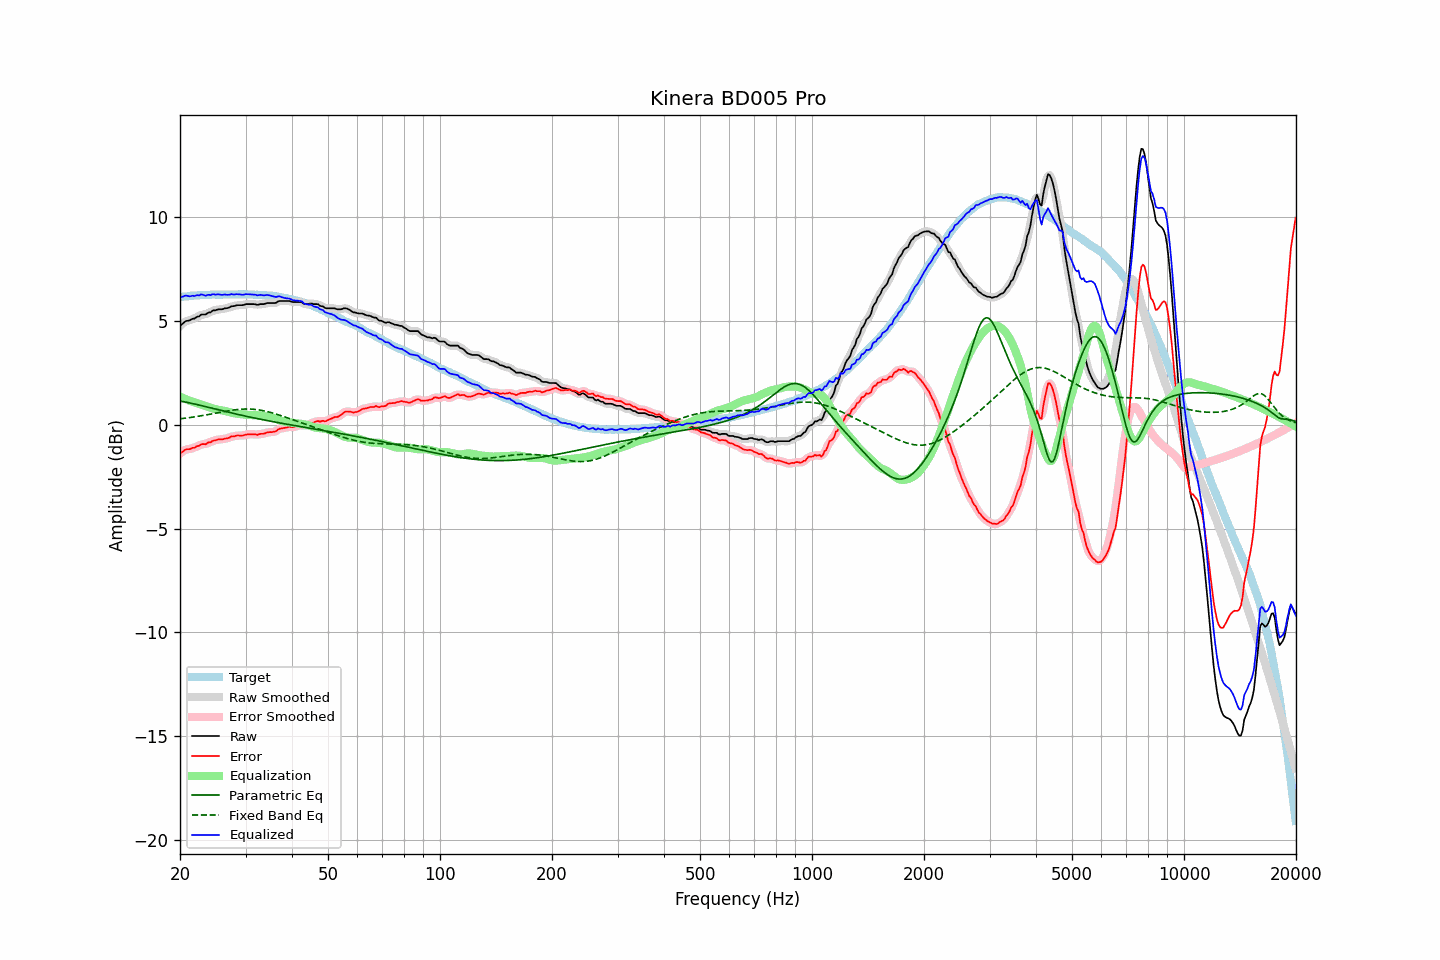 Kinera BD005 Pro
Amplitude (dBr)
10
5
0
−5
−10
−15
−20
Target
Raw Smoothed
Error Smoothed
Raw
Error
Equalization
Parametric Eq
Fixed Band Eq
Equalized
20 50 100 200 500 1000 2000 5000 10000 20000
Frequency (Hz)